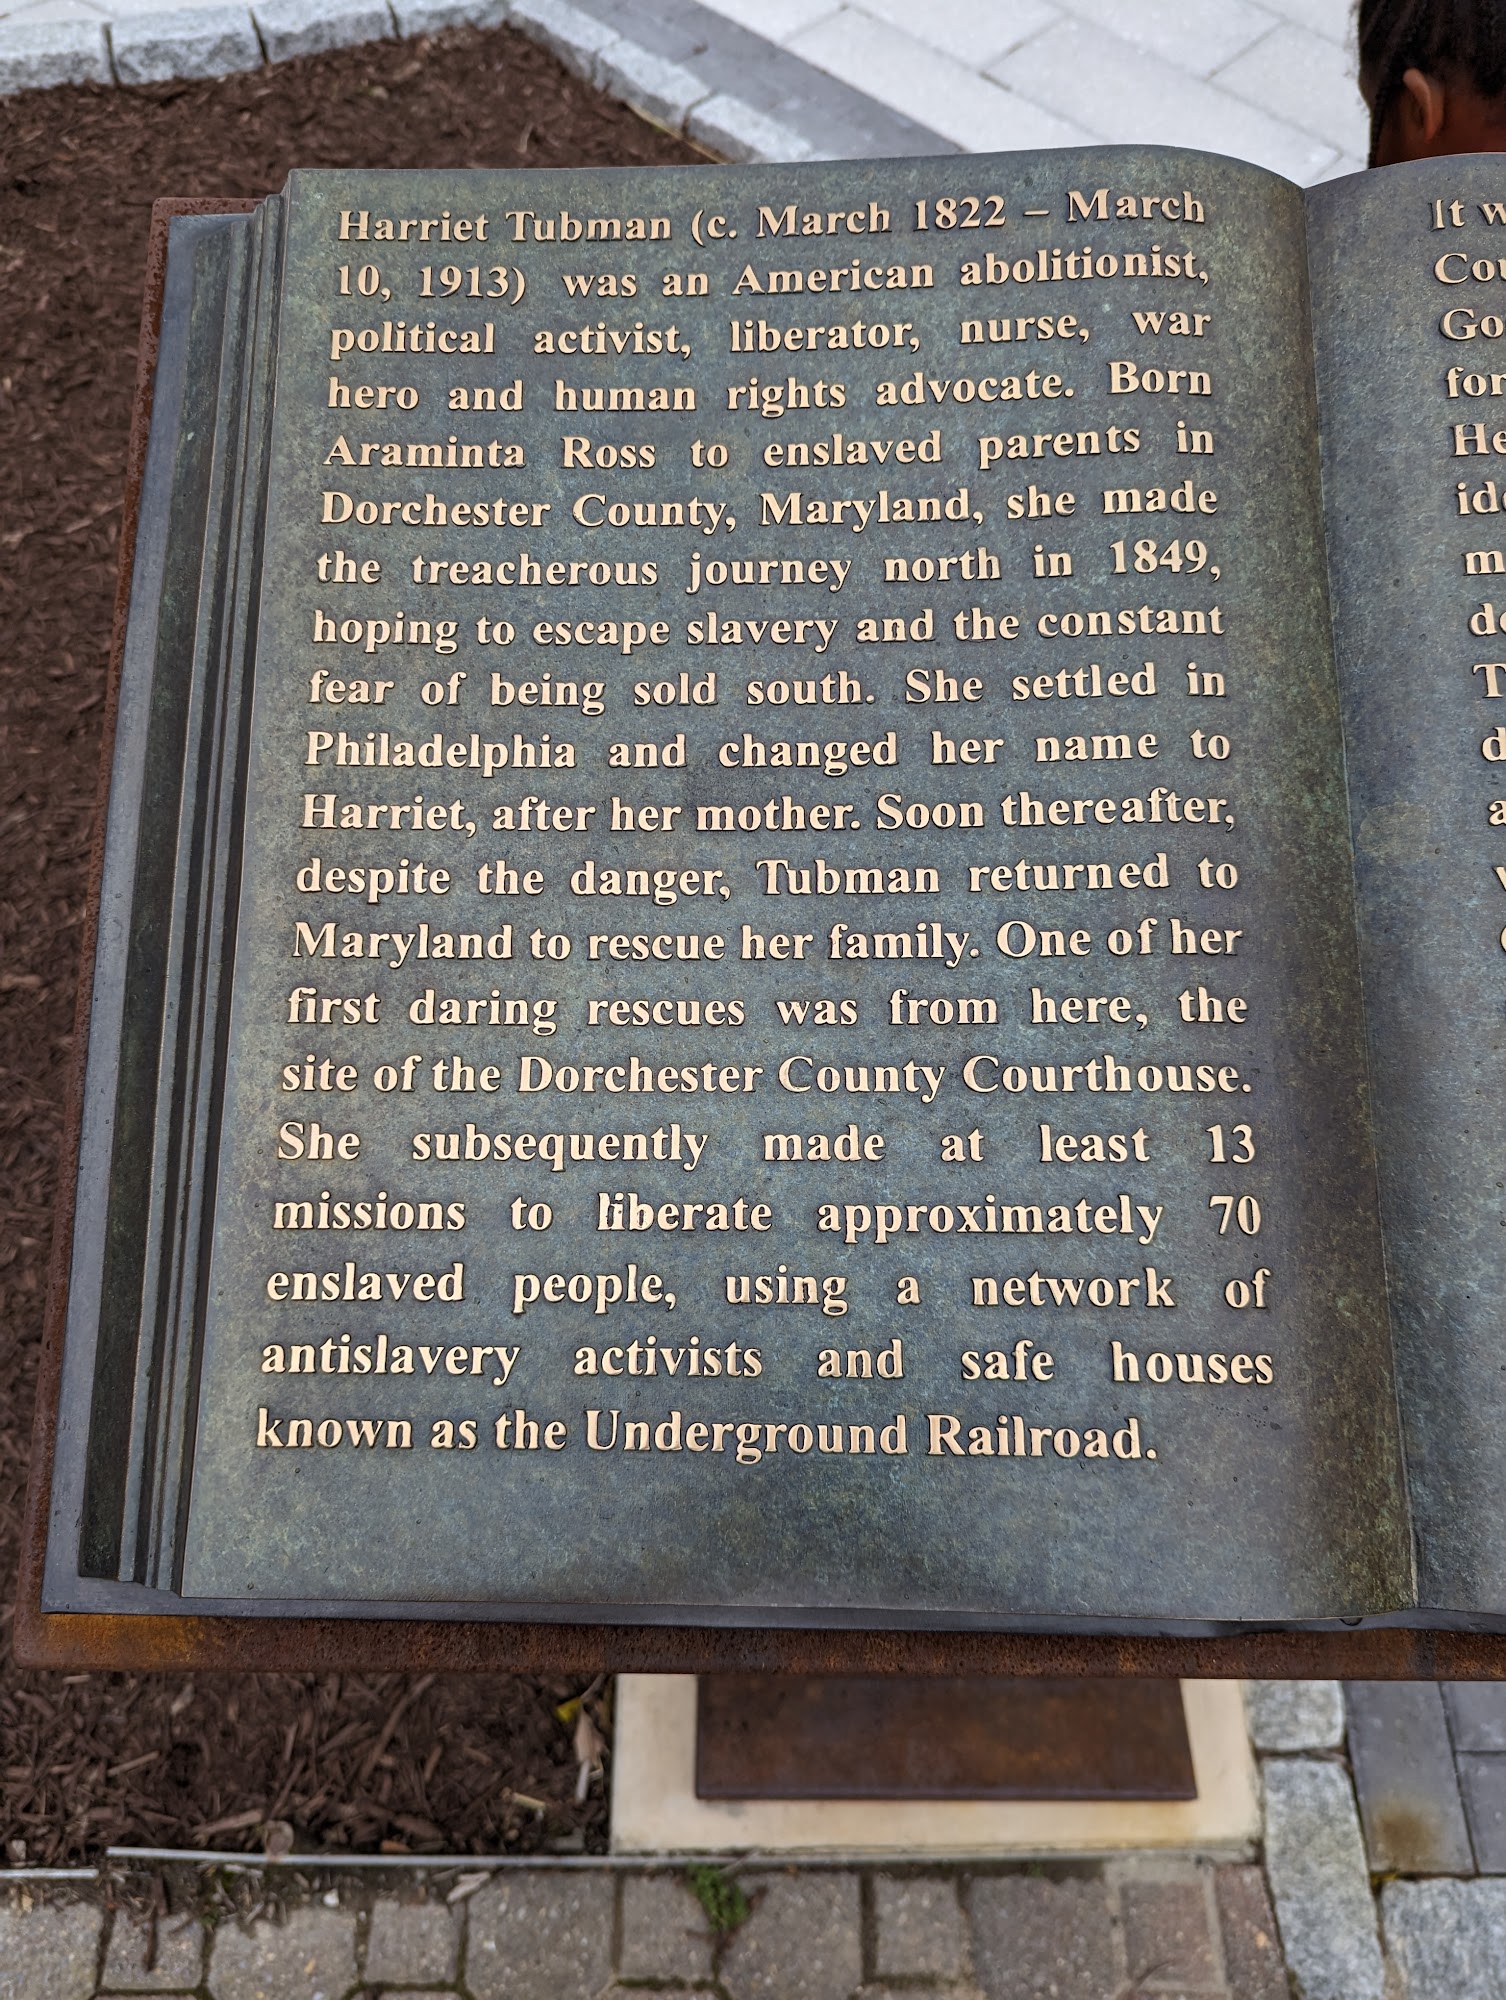 Harriet Tubman (c. March 1822 – March
10, 1913) was an American abolitionist,
political activist, liberator, nurse, war
hero and human rights advocate. Born
Araminta Ross to enslaved parents in
Dorchester County, Maryland, she made
the treacherous journey north in 1849,
hoping to escape slavery and the constant
fear of being sold south. She settled in
Philadelphia and changed her name to
Harriet, after her mother. Soon thereafter,
despite the danger, Tubman returned to
Maryland to rescue her family. One of her
first daring rescues was from here, the
site of the Dorchester County Courthouse.
She subsequently made at least 13
missions to liberate approximately 70
enslaved people, using a network of
antislavery activists and safe houses
known as the Underground Railroad.
It